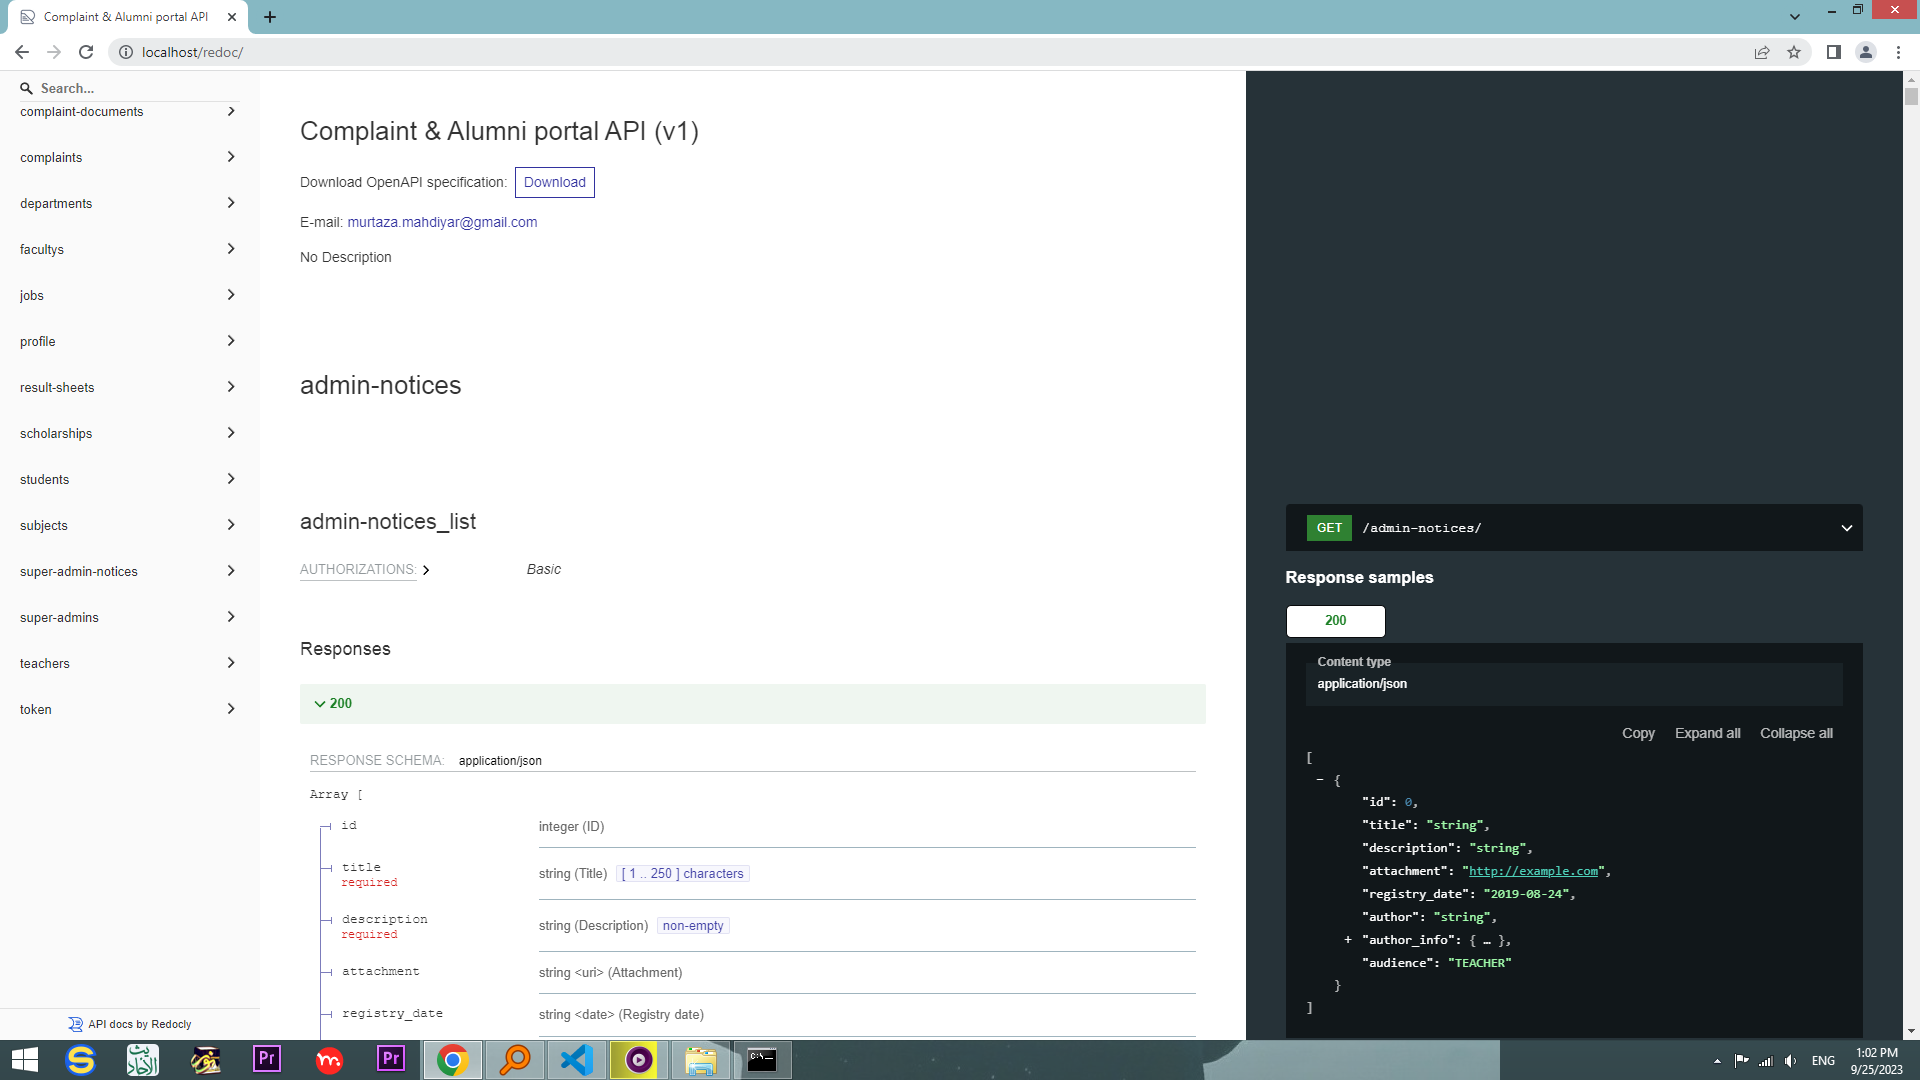 Complaint & Alumni portal API
localhost/redoc/
Search...
complaint-documents
complaints
departments
facultys
jobs
profile
result-sheets
scholarships
students
subjects
super-admin-notices
super-admins
teachers
token
API docs by Redocly
Complaint & Alumni portal API (v1)
Download OpenAPI specification: Download
E-mail: murtaza.mahdiyar@gmail.com
No Description
admin-notices
admin-notices_list
AUTHORIZATIONS: Basic
Responses
200
RESPONSE SCHEMA: application/json
Array [
id integer (ID)
title
required
string (Title) [ 1 .. 250 ] characters
description
required
string (Description) non-empty
attachment string <uri> (Attachment)
registry_date string <date> (Registry date)
GET /admin-notices/
Response samples
200
Content type
application/json
Copy Expand all Collapse all
[
- {
"id": 0,
"title": "string",
"description": "string",
"attachment": "http://example.com",
"registry_date": "2019-08-24",
"author": "string",
+ "author_info": { … },
"audience": "TEACHER"
}
]
S
Pr
Pr
C:\_
ENG
1:02 PM
9/25/2023